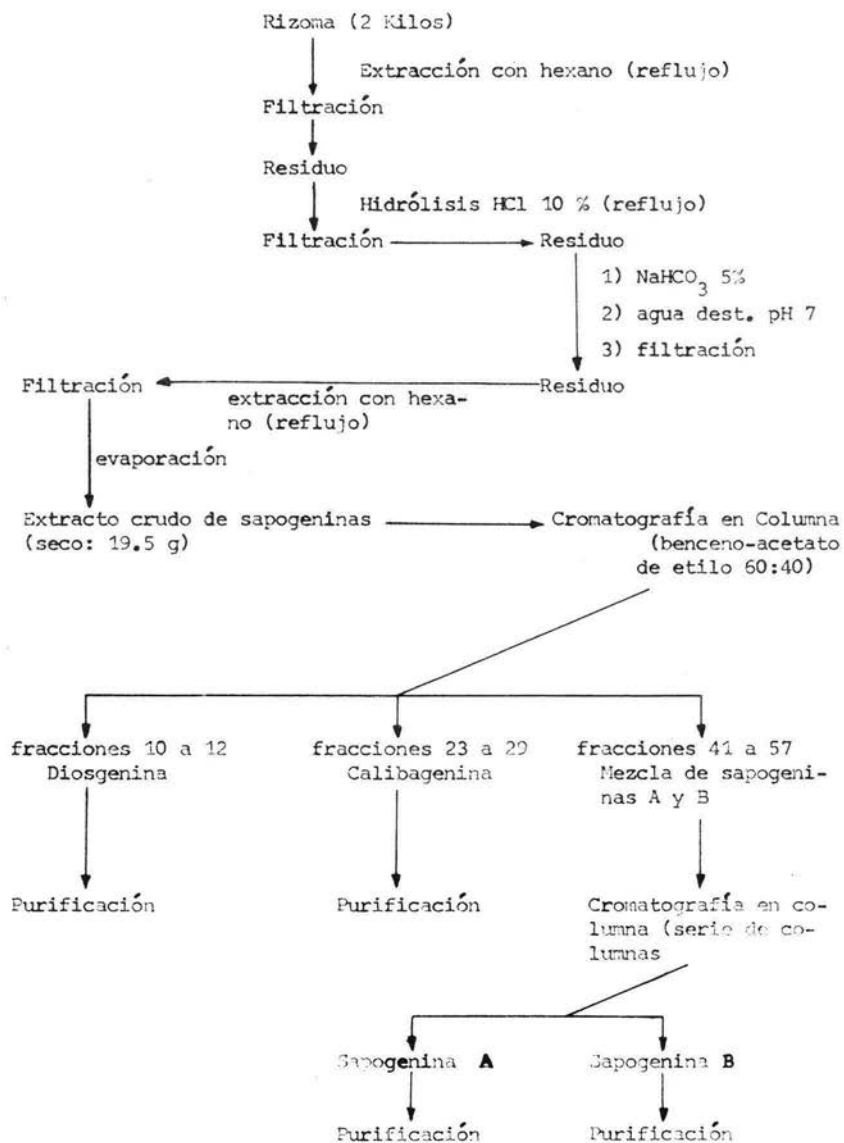 Rizoma (2 Kilos)
Extracción con hexano (reflujo)
Filtración
Residuo
Hidrólisis HCl 10 % (reflujo)
Filtración
Residuo
1) NaHCO3 5%
2) agua dest. pH 7
3) filtración
Filtración
Residuo
extracción con hexa-
no (reflujo)
evaporación
Extracto crudo de sapogeninas
(seco: 19.5 g)
Cromatografía en Columna
(benceno-acetato
de etilo 60:40)
fracciones 10 a 12
Diosgenina
fracciones 23 a 29
Calibagenina
fracciones 41 a 57
Mezcla de sapogeni-
nas A y B
Purificación
Purificación
Cromatografía en co-
lumna (serie de co-
lumnas
Sapogenina A
Sapogenina B
Purificación
Purificación